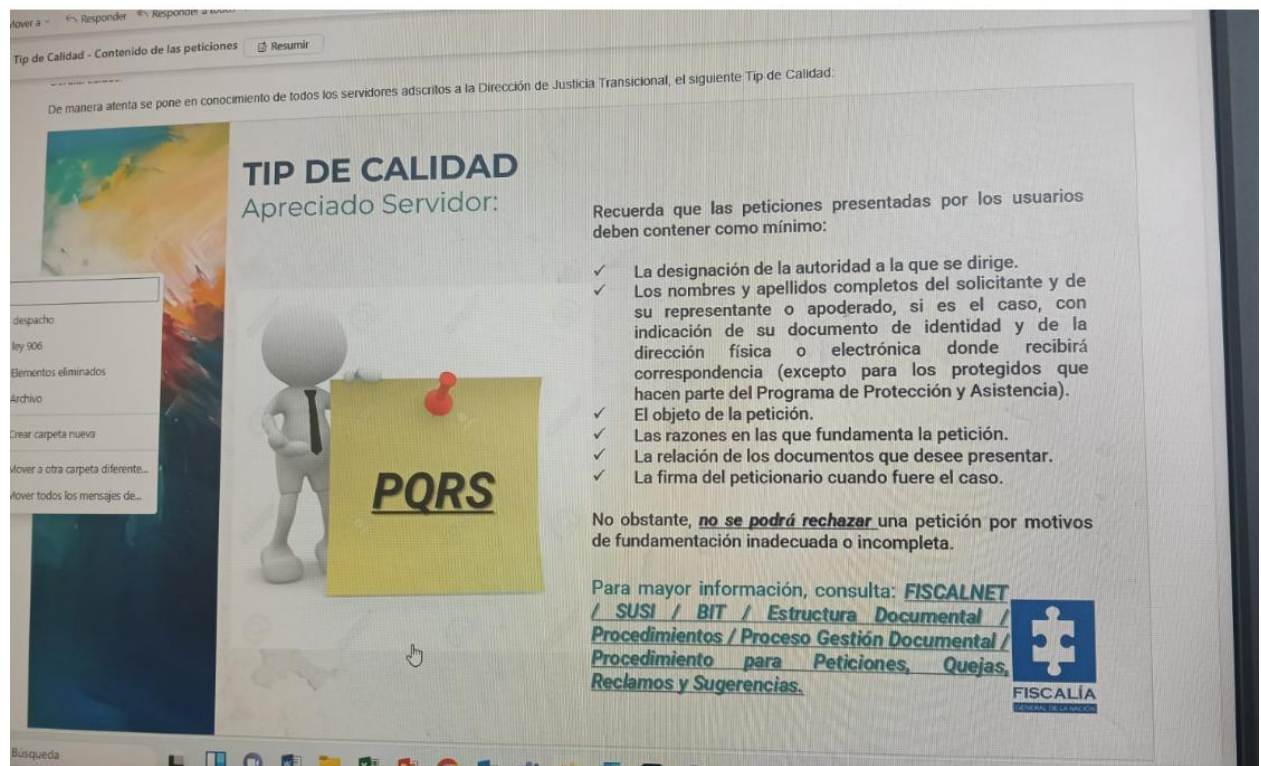 Mover a
Responder
Responder a todos
Tip de Calidad - Contenido de las peticiones
Resumir
De manera atenta se pone en conocimiento de todos los servidores adscritos a la Dirección de Justicia Transicional, el siguiente Tip de Calidad:
TIP DE CALIDAD
Apreciado Servidor:
Recuerda que las peticiones presentadas por los usuarios
deben contener como mínimo:
✓ La designación de la autoridad a la que se dirige.
✓ Los nombres y apellidos completos del solicitante y de
su representante o apoderado, si es el caso, con
indicación de su documento de identidad y de la
dirección física o electrónica donde recibirá
correspondencia (excepto para los protegidos que
hacen parte del Programa de Protección y Asistencia).
✓ El objeto de la petición.
✓ Las razones en las que fundamenta la petición.
✓ La relación de los documentos que desee presentar.
✓ La firma del peticionario cuando fuere el caso.
No obstante, no se podrá rechazar una petición por motivos
de fundamentación inadecuada o incompleta.
Para mayor información, consulta: FISCALNET
/ SUSI / BIT / Estructura Documental /
Procedimientos / Proceso Gestión Documental /
Procedimiento para Peticiones, Quejas,
Reclamos y Sugerencias.
PQRS
FISCALÍA
GENERAL DE LA NACIÓN
despacho
ley 906
Elementos eliminados
Archivo
Crear carpeta nueva
Mover a otra carpeta diferente...
Mover todos los mensajes de...
Búsqueda